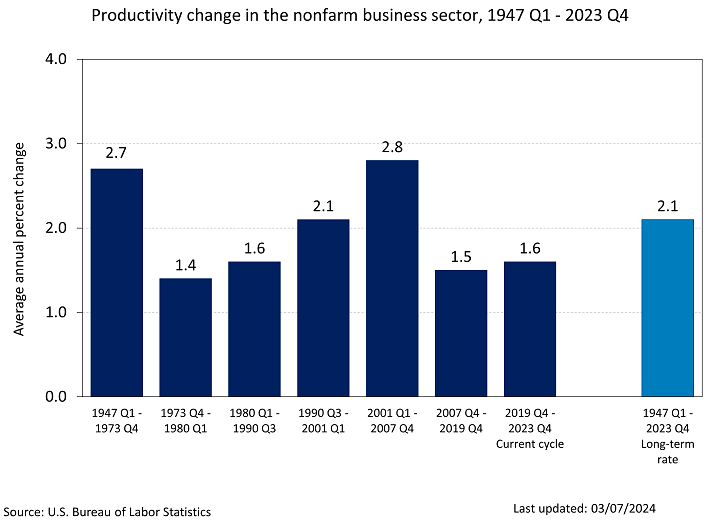 Productivity change in the nonfarm business sector, 1947 Q1 - 2023 Q4
Average annual percent change
4.0
3.0
2.0
1.0
0.0
2.7
1.4
1.6
2.1
2.8
1.5
1.6
2.1
1947 Q1 -
1973 Q4
1973 Q4 -
1980 Q1
1980 Q1 -
1990 Q3
1990 Q3 -
2001 Q1
2001 Q1 -
2007 Q4
2007 Q4 -
2019 Q4
2019 Q4 -
2023 Q4
Current cycle
1947 Q1 -
2023 Q4
Long-term
rate
Source: U.S. Bureau of Labor Statistics
Last updated: 03/07/2024